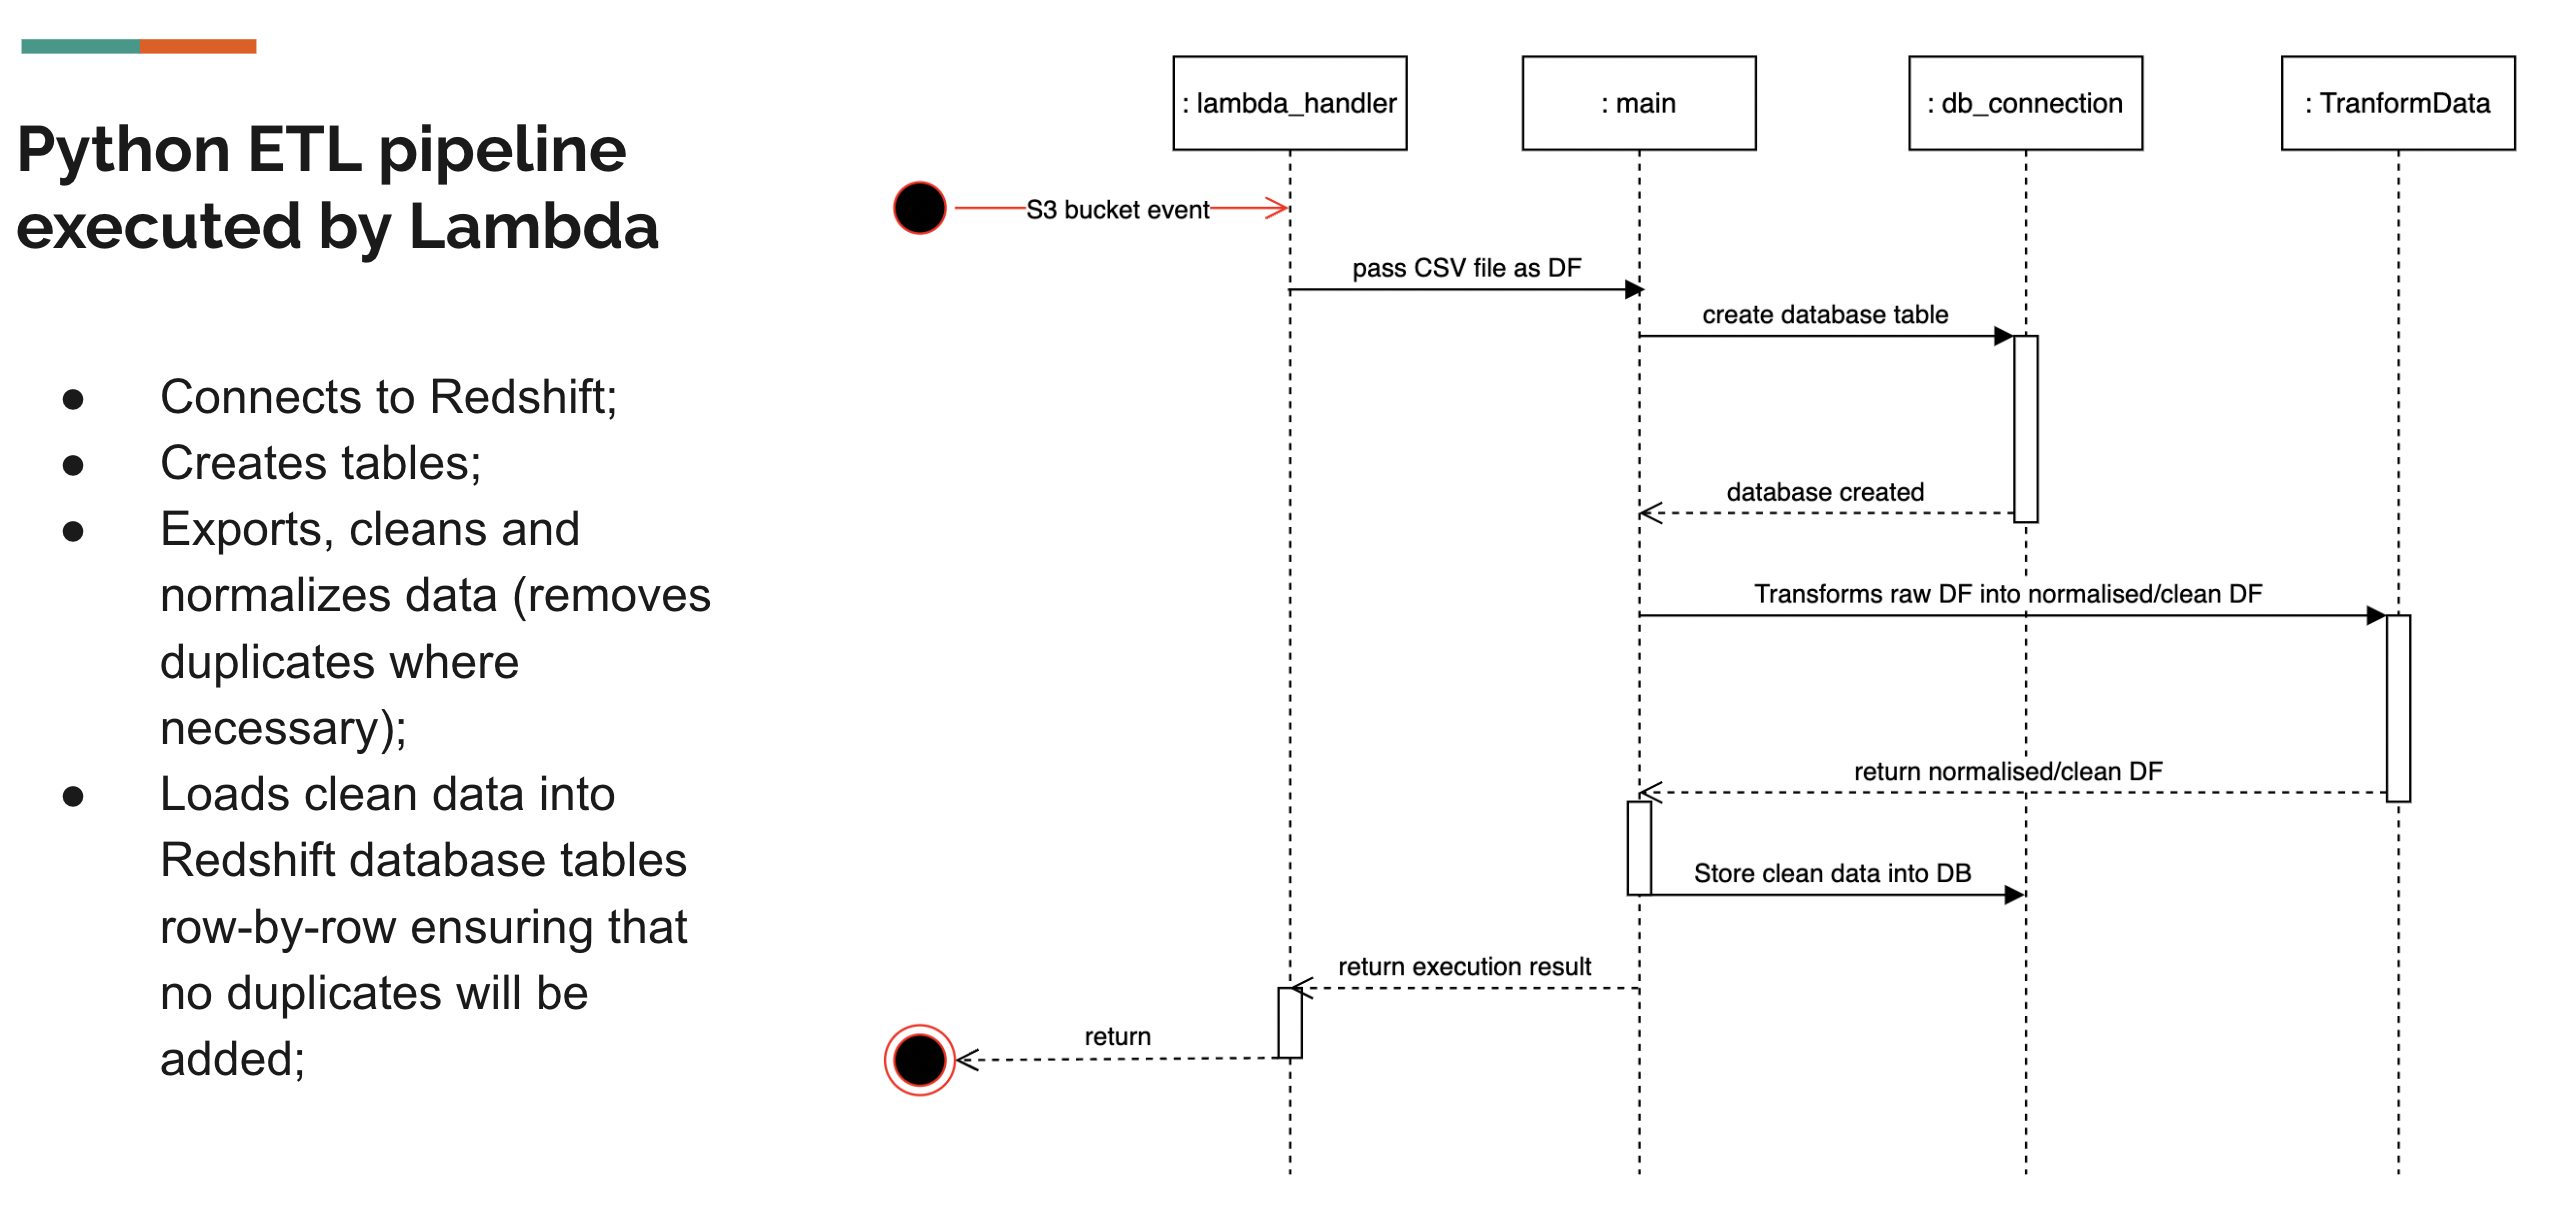 Python ETL pipeline
executed by Lambda
● Connects to Redshift;
● Creates tables;
● Exports, cleans and
normalizes data (removes
duplicates where
necessary);
● Loads clean data into
Redshift database tables
row-by-row ensuring that
no duplicates will be
added;
: lambda_handler
: main
: db_connection
: TranformData
S3 bucket event
pass CSV file as DF
create database table
database created
Transforms raw DF into normalised/clean DF
return normalised/clean DF
Store clean data into DB
return execution result
return